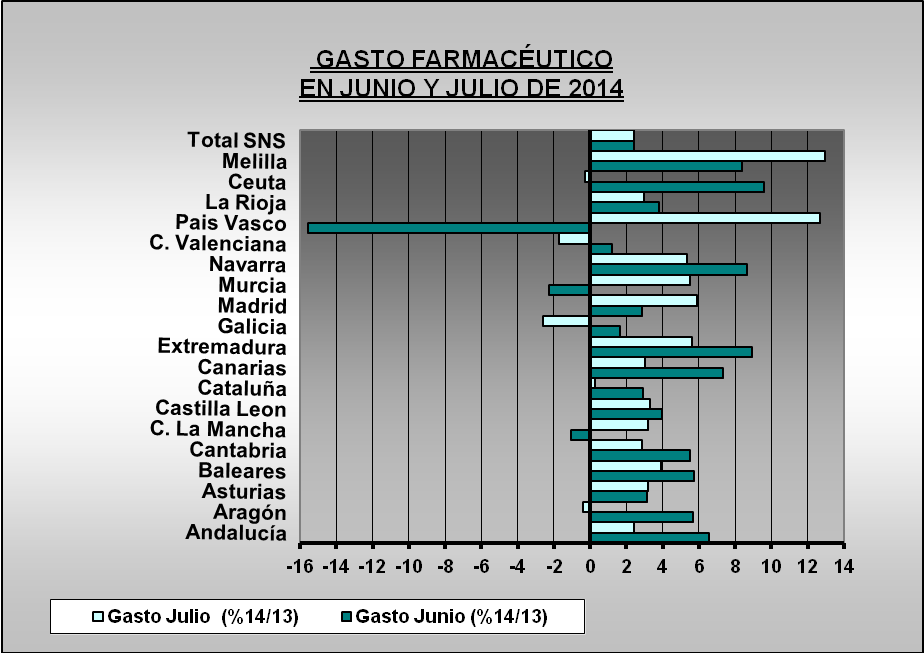 GASTO FARMACÉUTICO
EN JUNIO Y JULIO DE 2014
Total SNS
Melilla
Ceuta
La Rioja
Pais Vasco
C. Valenciana
Navarra
Murcia
Madrid
Galicia
Extremadura
Canarias
Cataluña
Castilla Leon
C. La Mancha
Cantabria
Baleares
Asturias
Aragón
Andalucía
-16 -14 -12 -10 -8 -6 -4 -2 0 2 4 6 8 10 12 14
Gasto Julio (%14/13) Gasto Junio (%14/13)